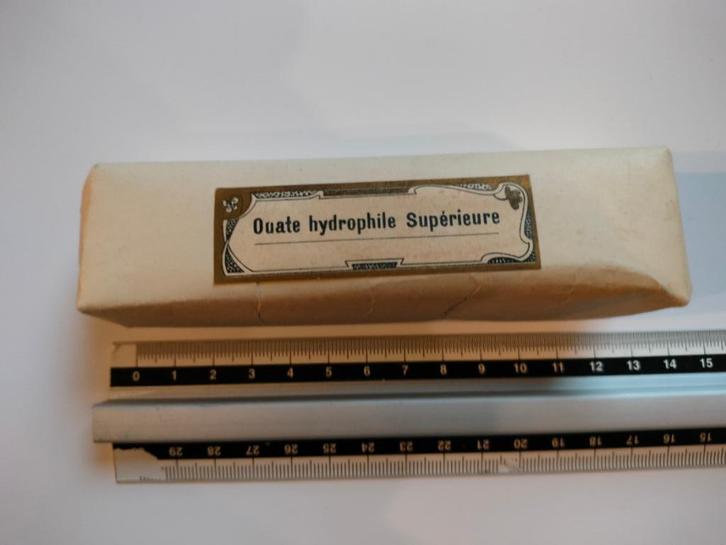 Ouate hydrophile Supérieure
0 1 2 3 4 5 6 7 8 9 10 11 12 13 14 15
29 28 27 26 25 24 23 22 21 20 19 18 17 16 15